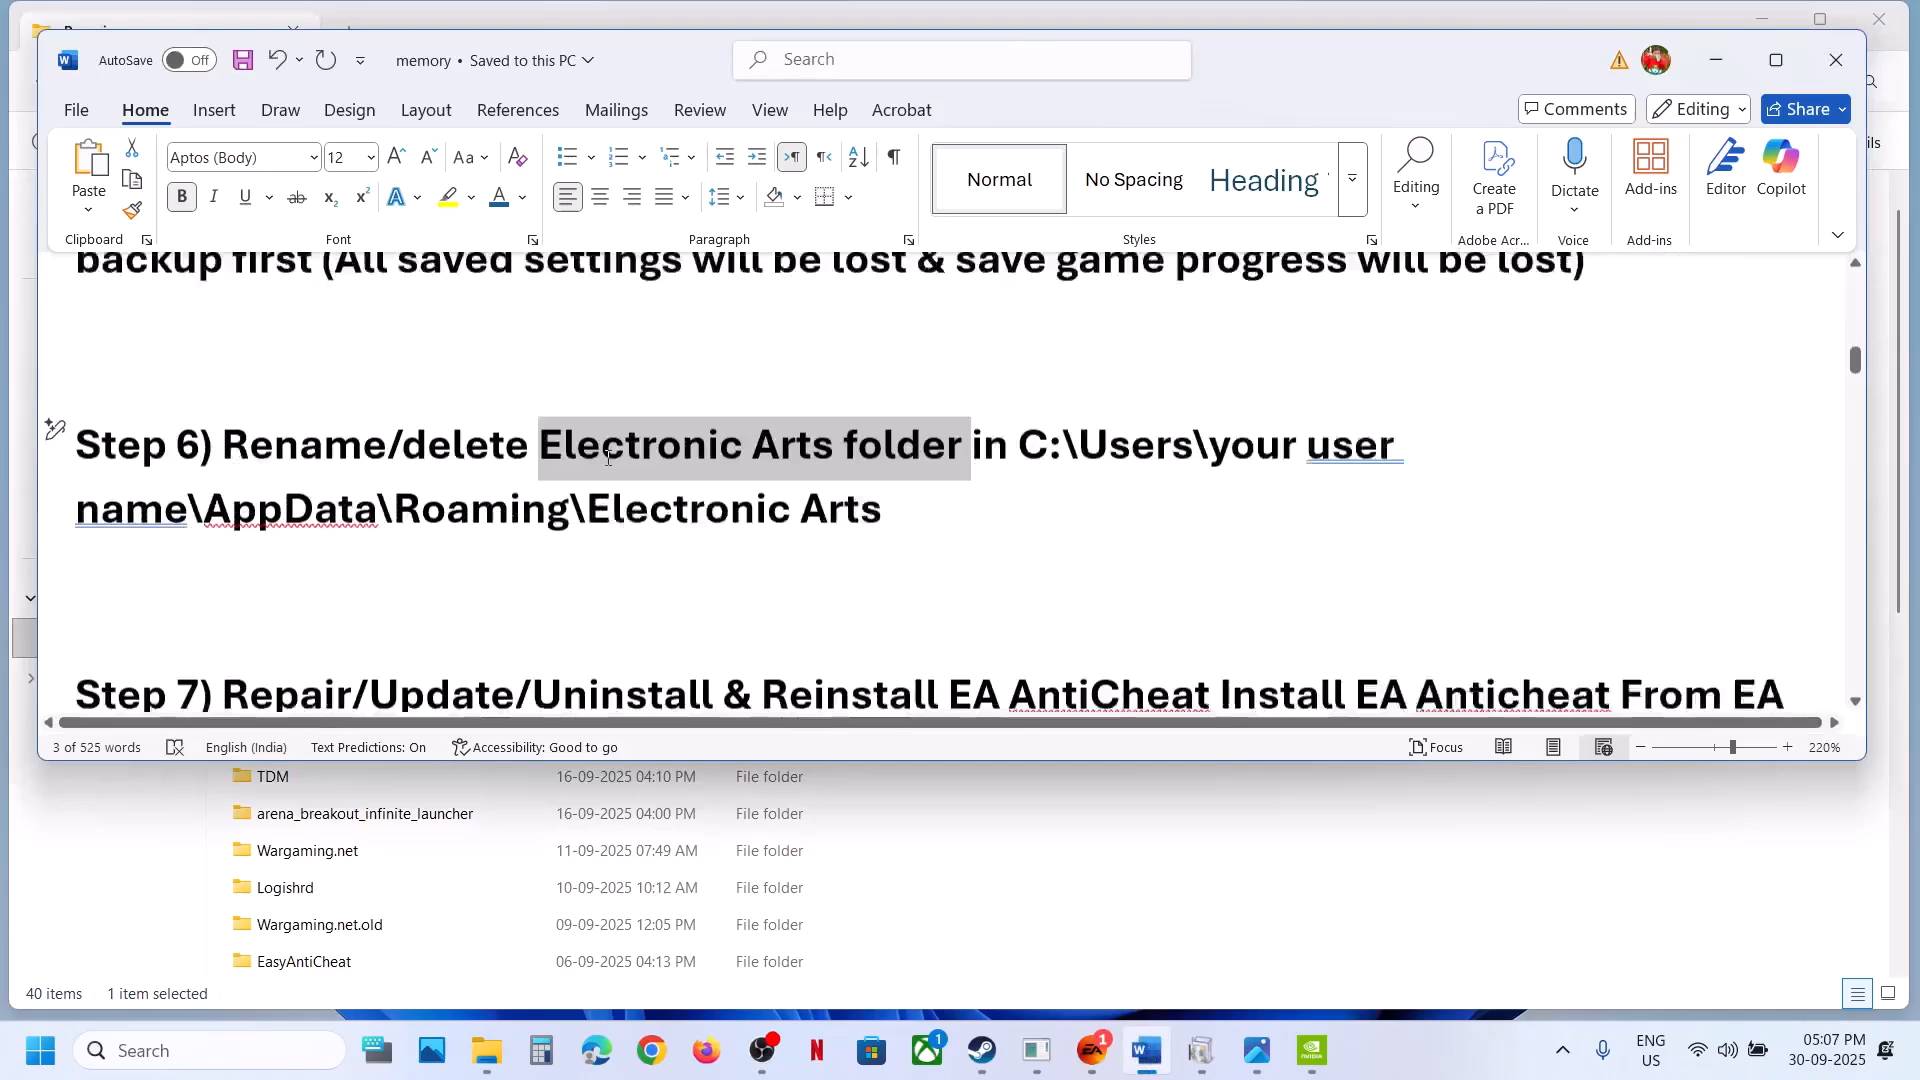 AutoSave Off memory • Saved to this PC Search
File Home Insert Draw Design Layout References Mailings Review View Help Acrobat Comments Editing Share
Paste Aptos (Body) 12 Aa Normal No Spacing Heading Editing Create a PDF Dictate Add-ins Editor Copilot
Clipboard Font Paragraph Styles Adobe Acr... Voice Add-ins
backup first (All saved settings will be lost & save game progress will be lost)
Step 6) Rename/delete Electronic Arts folder in C:\Users\your user
name\AppData\Roaming\Electronic Arts
Step 7) Repair/Update/Uninstall & Reinstall EA AntiCheat Install EA Anticheat From EA
3 of 525 words English (India) Text Predictions: On Accessibility: Good to go Focus 220%
TDM 16-09-2025 04:10 PM File folder
arena_breakout_infinite_launcher 16-09-2025 04:00 PM File folder
Wargaming.net 11-09-2025 07:49 AM File folder
Logishrd 10-09-2025 10:12 AM File folder
Wargaming.net.old 09-09-2025 12:05 PM File folder
EasyAntiCheat 06-09-2025 04:13 PM File folder
40 items 1 item selected
Search ENG US 05:07 PM
30-09-2025